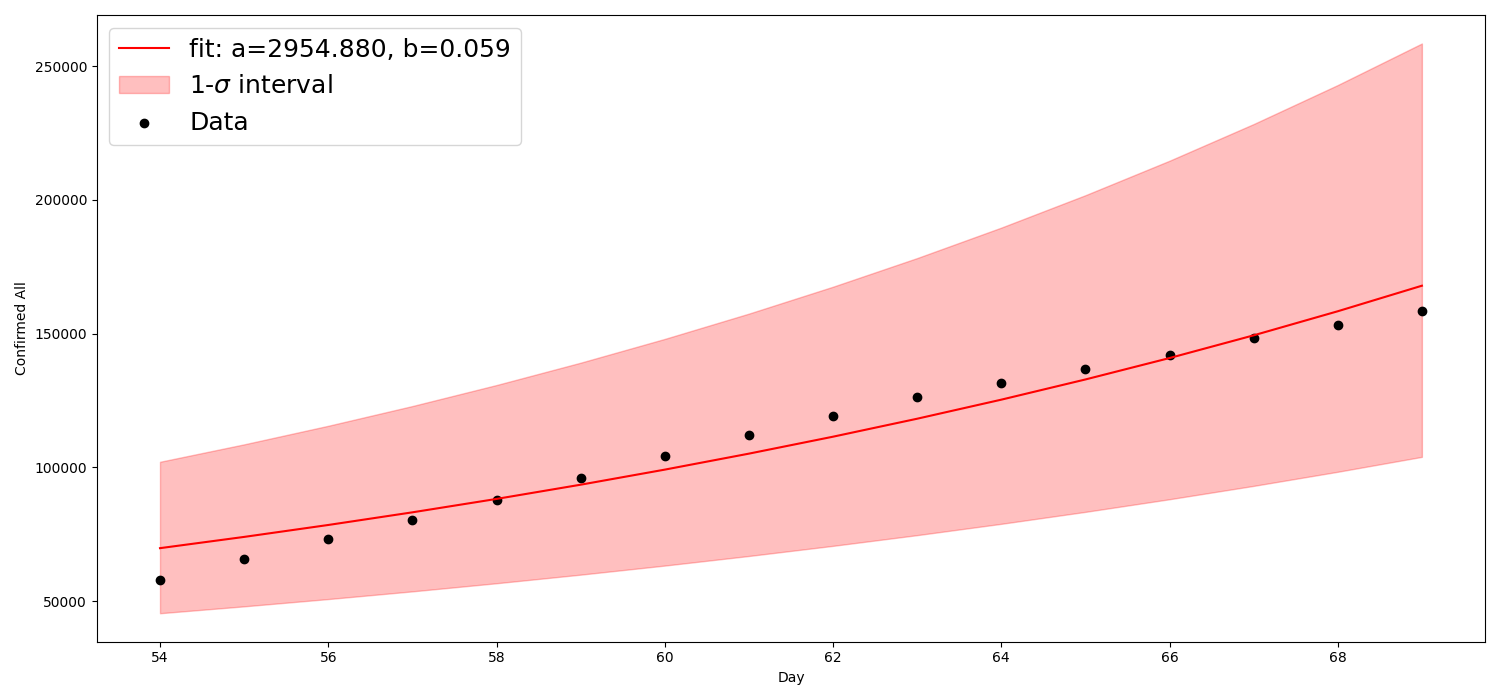 fit: a=2954.880, b=0.059
1-σ interval
Data
250000
200000
150000
100000
50000
Confirmed All
54 56 58 60 62 64 66 68
Day